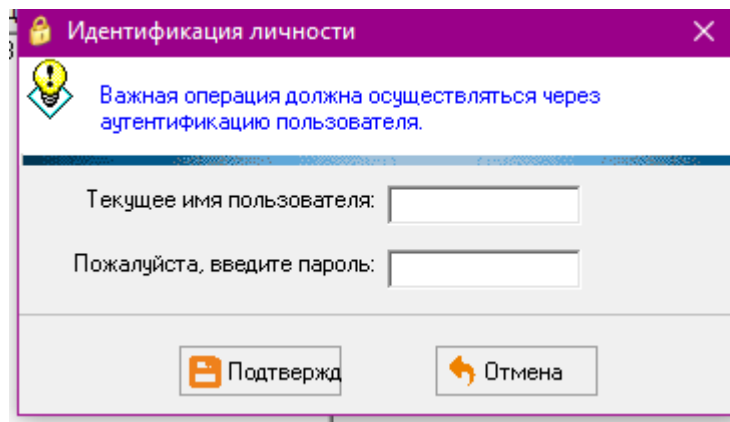 Идентификация личности
Важная операция должна осуществляться через
аутентификацию пользователя.
Текущее имя пользователя:
Пожалуйста, введите пароль:
Подтвержд
Отмена